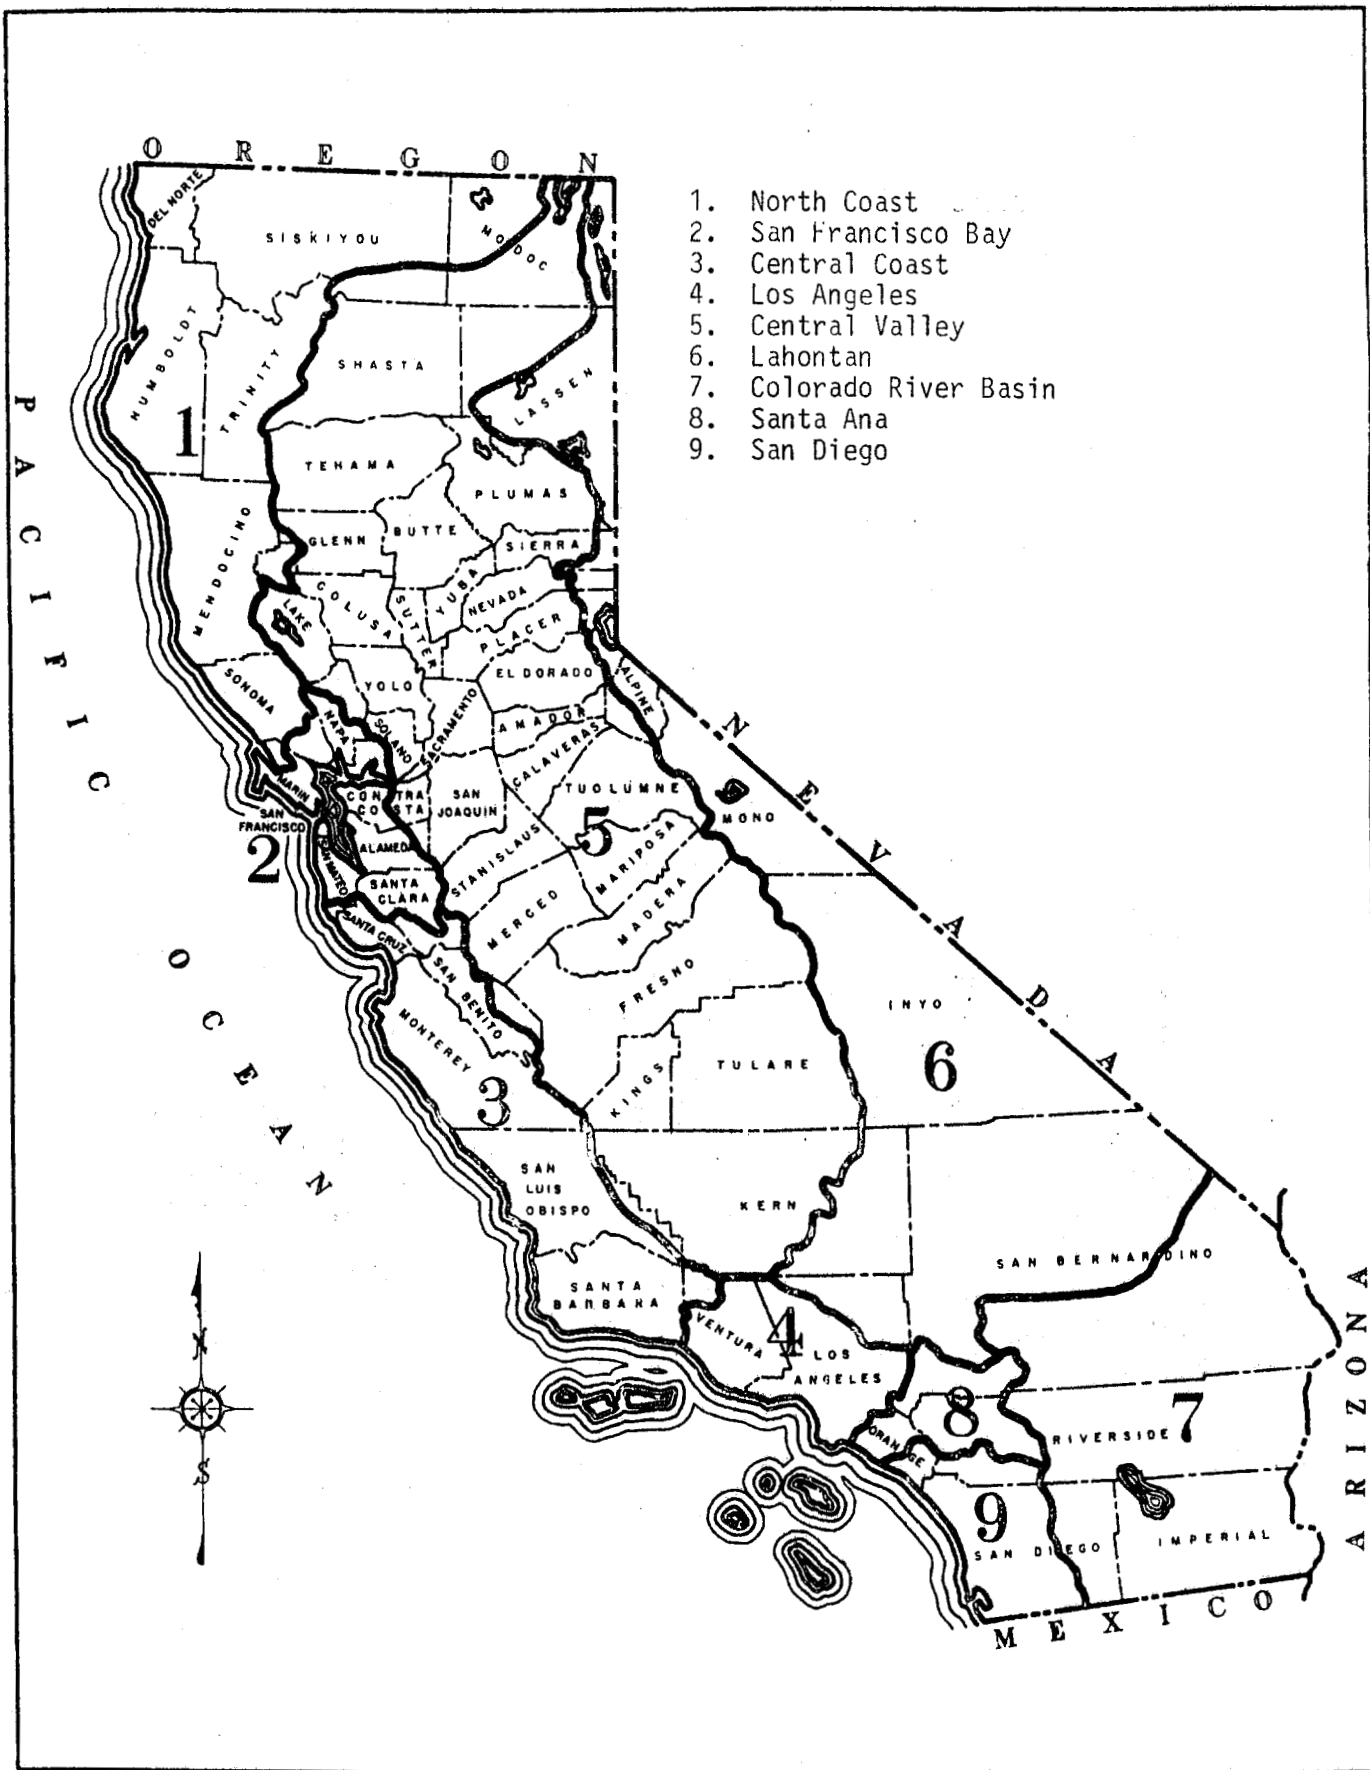 OREGON
1. North Coast
2. San Francisco Bay
3. Central Coast
4. Los Angeles
5. Central Valley
6. Lahontan
7. Colorado River Basin
8. Santa Ana
9. San Diego
DEL NORTE
SISKIYOU
MODOC
HUMBOLDT
TRINITY
SHASTA
LASSEN
PACIFIC OCEAN
1
TEHAMA
PLUMAS
MENDOCINO
GLENN
BUTTE
SIERRA
LAKE
COLUSA
SUTTER
YUBA
NEVADA
PLACER
SONOMA
NAPA
YOLO
SOLANO
SACRAMENTO
EL DORADO
ALPINE
AMADOR
CALAVERAS
NEVADA
MARIN
CONTRA
COSTA
SAN
JOAQUIN
TUOLUMNE
MONO
SAN
FRANCISCO
2
SAN MATEO
ALAMEDA
STANISLAUS
5
MARIPOSA
SANTA
CLARA
SANTA CRUZ
MERCED
MADERA
SAN BENITO
FRESNO
MONTEREY
3
KINGS
TULARE
INYO
6
SAN
LUIS
OBISPO
KERN
SAN BERNARDINO
SANTA
BARBARA
VENTURA
4
LOS
ANGELES
ORANGE
8
RIVERSIDE
7
ARIZONA
9
SAN DIEGO
IMPERIAL
MEXICO
N
S